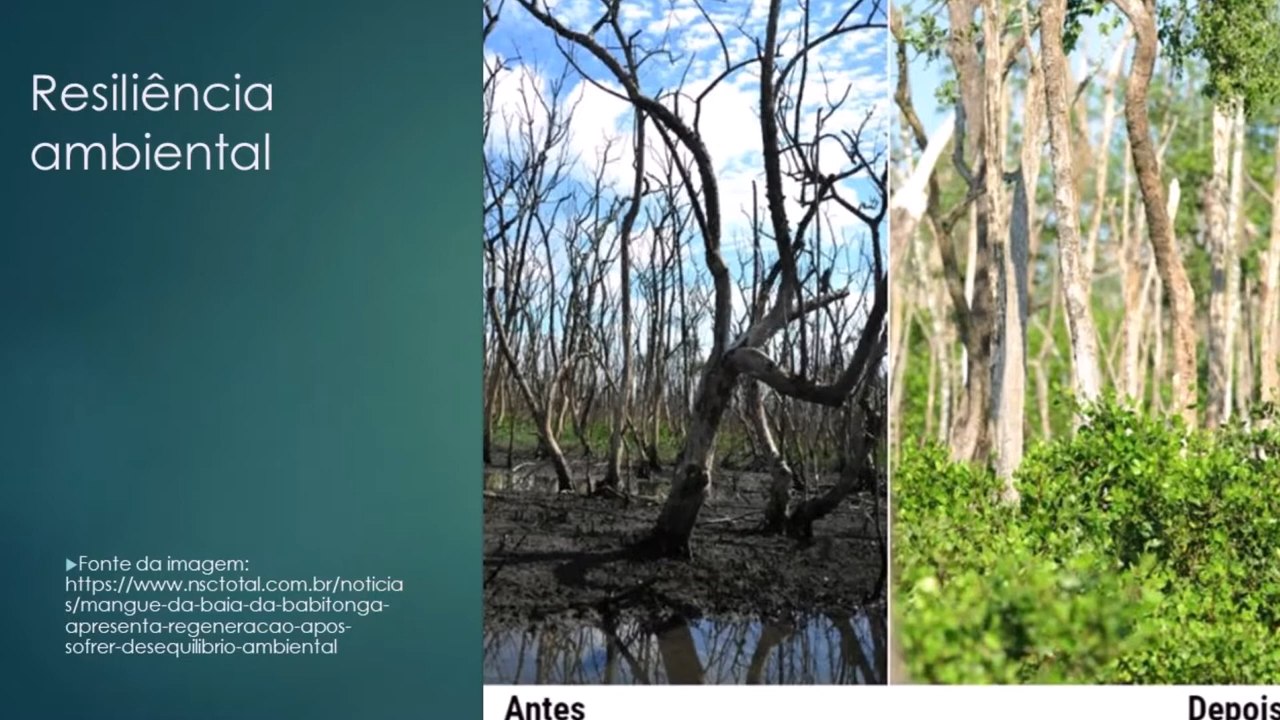 Resiliência
ambiental
Fonte da imagem:
https://www.nsctotal.com.br/noticia
s/mangue-da-baia-da-babitonga-
apresenta-regeneracao-apos-
sofrer-desequilibrio-ambiental
Antes
Depois